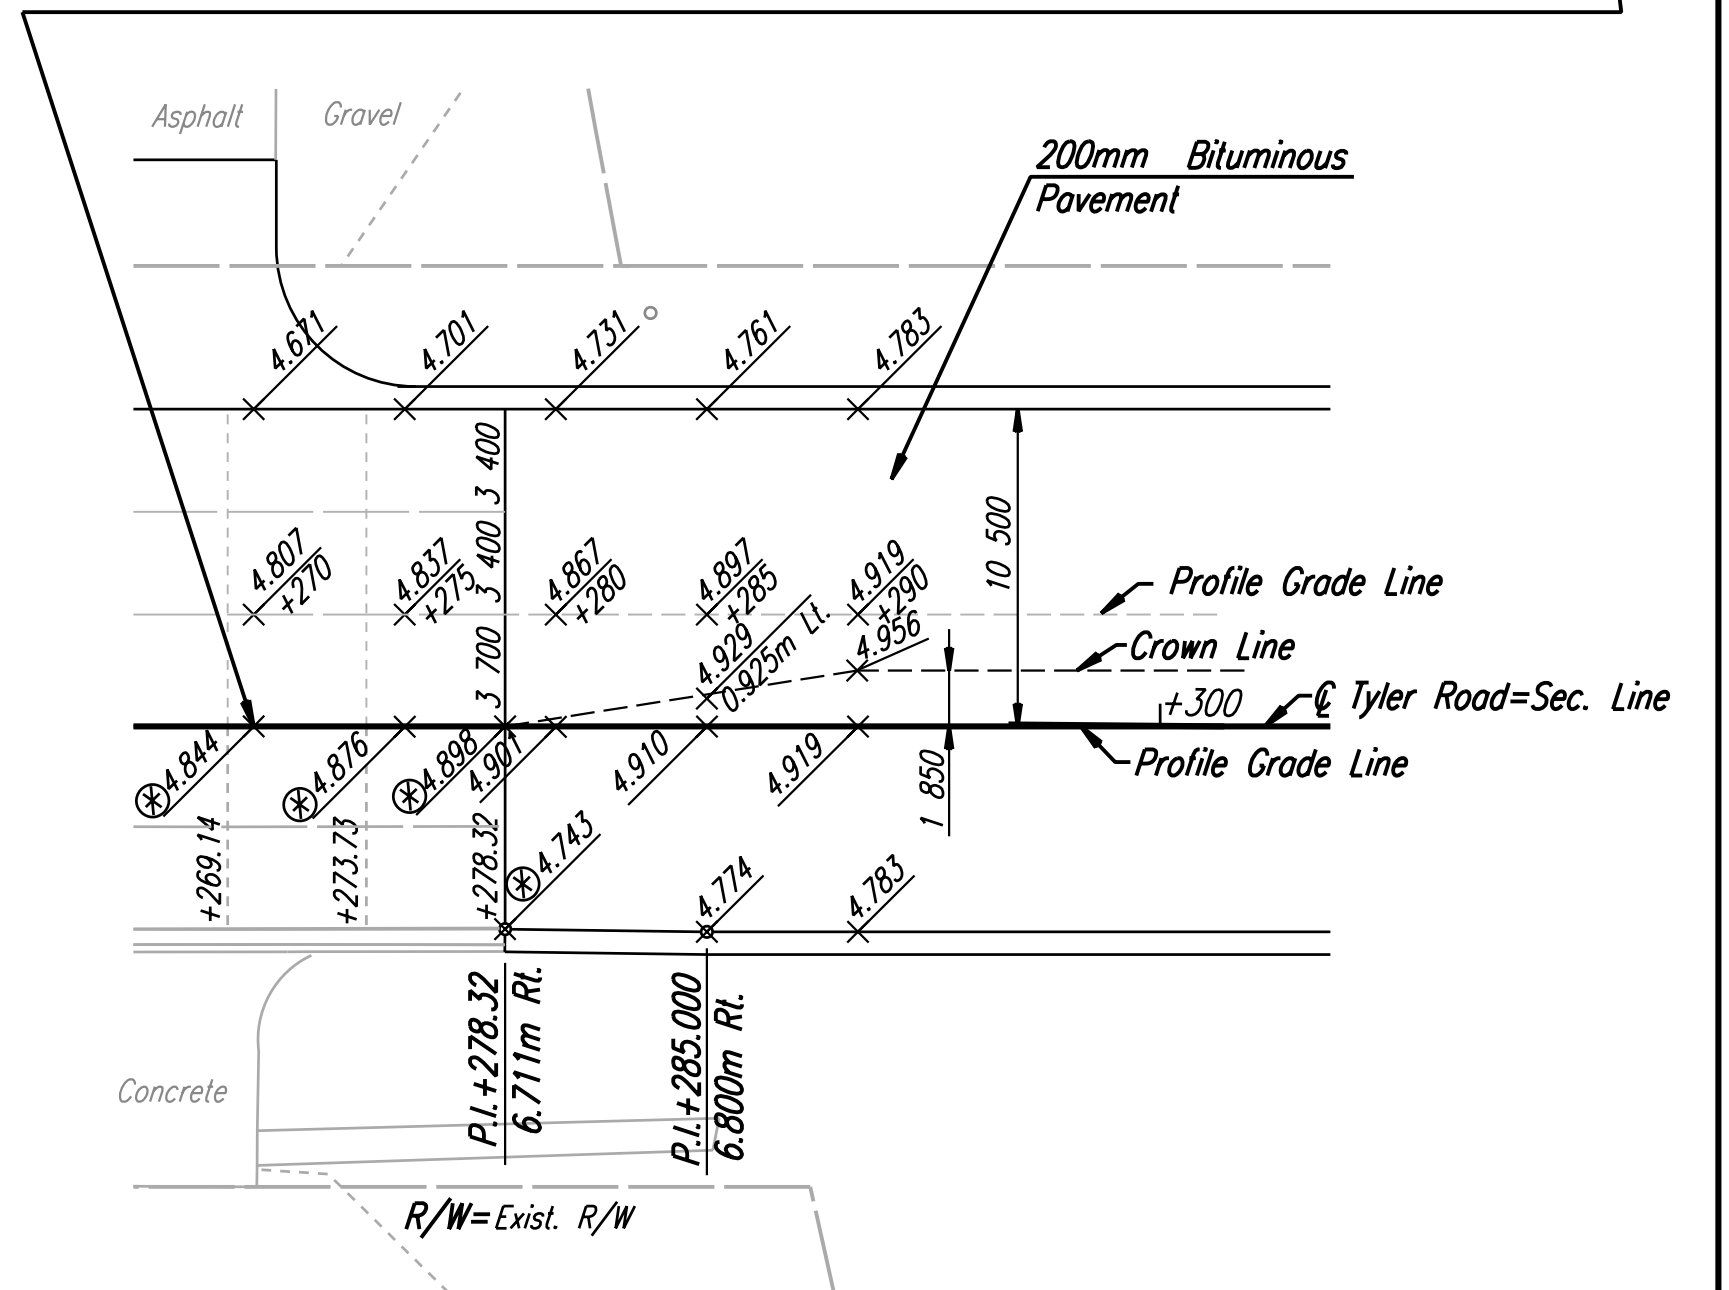 Asphalt
Gravel
200mm Bituminous
Pavement
4.671
4.701
4.731
4.761
4.783
3 400
3 400
3 700
10 500
4.807
+270
4.837
+275
4.867
+280
4.897
+285
4.919
+290
4.929
0.925m Lt.
4.956
Profile Grade Line
Crown Line
+300
℄ Tyler Road=Sec. Line
Profile Grade Line
4.844
4.876
4.898
4.901
4.910
4.919
1 850
+269.14
+273.73
+278.32
4.743
4.774
4.783
P.I.+278.32
6.711m Rt.
P.I.+285.000
6.800m Rt.
Concrete
R/W=Exist. R/W